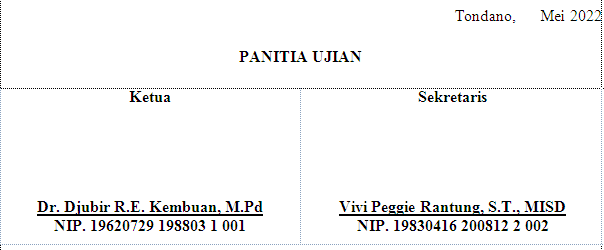 Tondano, Mei 2022
PANITIA UJIAN
Ketua
Sekretaris
Dr. Djubir R.E. Kembuan, M.Pd
NIP. 19620729 198803 1 001
Vivi Peggie Rantung, S.T., MISD
NIP. 19830416 200812 2 002